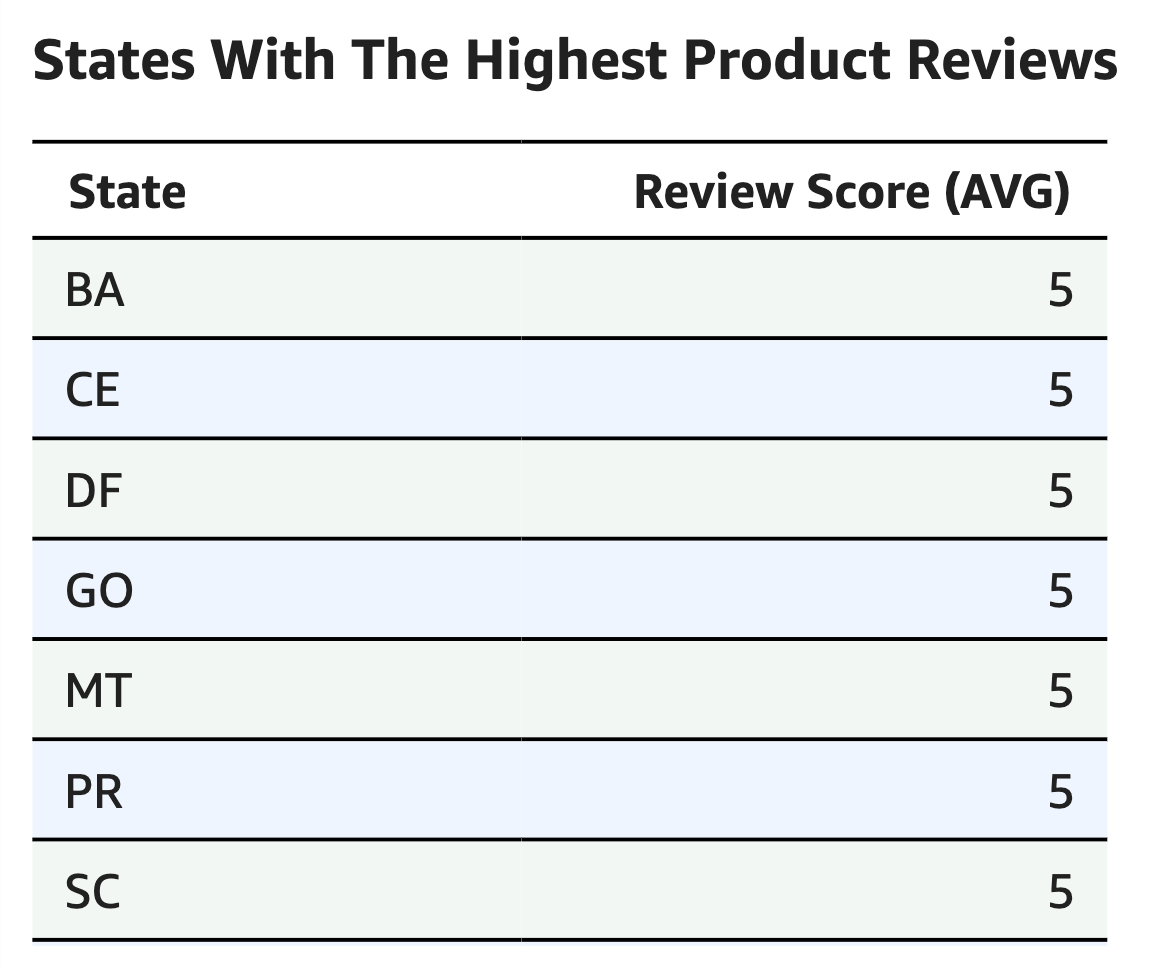 States With The Highest Product Reviews
State Review Score (AVG)
BA 5
CE 5
DF 5
GO 5
MT 5
PR 5
SC 5